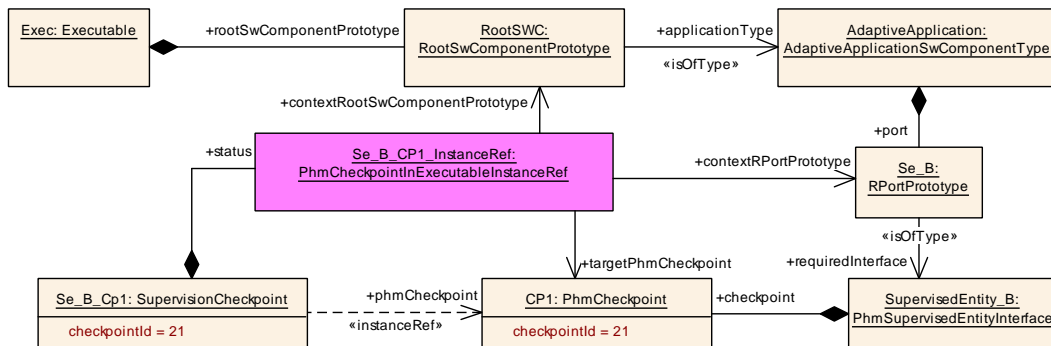 Exec: Executable
+rootSwComponentPrototype
RootSWC:
RootSwComponentPrototype
+applicationType
«isOfType»
AdaptiveApplication:
AdaptiveApplicationSwComponentType
+contextRootSwComponentPrototype
+port
+status
Se_B_CP1_InstanceRef:
PhmCheckpointInExecutableInstanceRef
+contextRPortPrototype
Se_B:
RPortPrototype
«isOfType»
+targetPhmCheckpoint
+requiredInterface
Se_B_Cp1: SupervisionCheckpoint
checkpointId = 21
+phmCheckpoint
«instanceRef»
CP1: PhmCheckpoint
checkpointId = 21
+checkpoint
SupervisedEntity_B:
PhmSupervisedEntityInterface